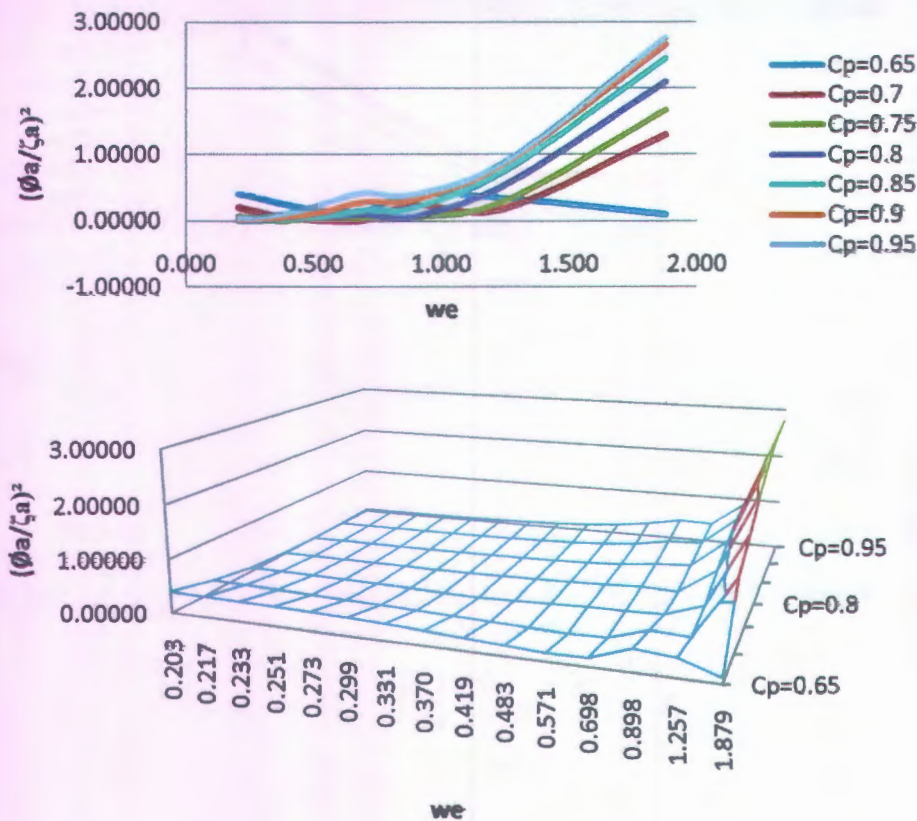 3.00000
2.00000
1.00000
0.00000
-1.00000
(Øa/ζa)²
0.000
0.500
1.000
1.500
2.000
we
Cp=0.65
Cp=0.7
Cp=0.75
Cp=0.8
Cp=0.85
Cp=0.9
Cp=0.95
3.00000
2.00000
1.00000
0.00000
(Øa/ζa)²
0.203
0.217
0.233
0.251
0.273
0.299
0.331
0.370
0.419
0.483
0.571
0.698
0.898
1.257
1.879
we
Cp=0.95
Cp=0.8
Cp=0.65